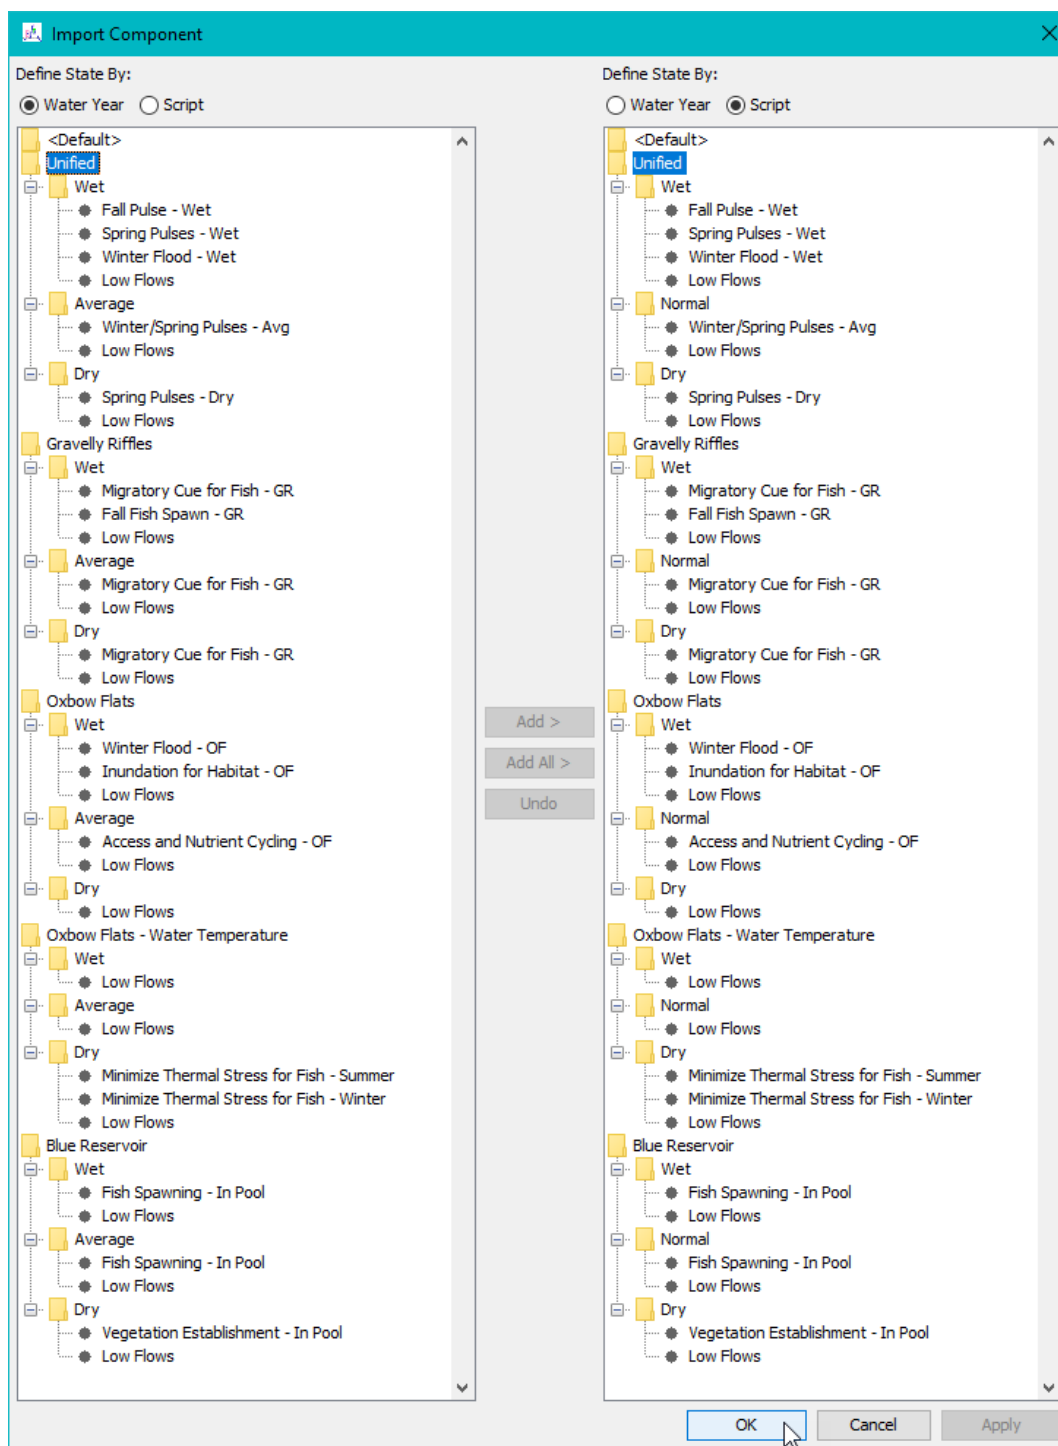 Import Component
Define State By:
Water Year Script
<Default>
Unified
Wet
Fall Pulse - Wet
Spring Pulses - Wet
Winter Flood - Wet
Low Flows
Average
Winter/Spring Pulses - Avg
Low Flows
Dry
Spring Pulses - Dry
Low Flows
Gravelly Riffles
Wet
Migratory Cue for Fish - GR
Fall Fish Spawn - GR
Low Flows
Average
Migratory Cue for Fish - GR
Low Flows
Dry
Migratory Cue for Fish - GR
Low Flows
Oxbow Flats
Wet
Winter Flood - OF
Inundation for Habitat - OF
Low Flows
Average
Access and Nutrient Cycling - OF
Low Flows
Dry
Low Flows
Oxbow Flats - Water Temperature
Wet
Low Flows
Average
Low Flows
Dry
Minimize Thermal Stress for Fish - Summer
Minimize Thermal Stress for Fish - Winter
Low Flows
Blue Reservoir
Wet
Fish Spawning - In Pool
Low Flows
Average
Fish Spawning - In Pool
Low Flows
Dry
Vegetation Establishment - In Pool
Low Flows
Add >
Add All >
Undo
Define State By:
Water Year Script
<Default>
Unified
Wet
Fall Pulse - Wet
Spring Pulses - Wet
Winter Flood - Wet
Low Flows
Normal
Winter/Spring Pulses - Avg
Low Flows
Dry
Spring Pulses - Dry
Low Flows
Gravelly Riffles
Wet
Migratory Cue for Fish - GR
Fall Fish Spawn - GR
Low Flows
Normal
Migratory Cue for Fish - GR
Low Flows
Dry
Migratory Cue for Fish - GR
Low Flows
Oxbow Flats
Wet
Winter Flood - OF
Inundation for Habitat - OF
Low Flows
Normal
Access and Nutrient Cycling - OF
Low Flows
Dry
Low Flows
Oxbow Flats - Water Temperature
Wet
Low Flows
Normal
Low Flows
Dry
Minimize Thermal Stress for Fish - Summer
Minimize Thermal Stress for Fish - Winter
Low Flows
Blue Reservoir
Wet
Fish Spawning - In Pool
Low Flows
Normal
Fish Spawning - In Pool
Low Flows
Dry
Vegetation Establishment - In Pool
Low Flows
OK Cancel Apply